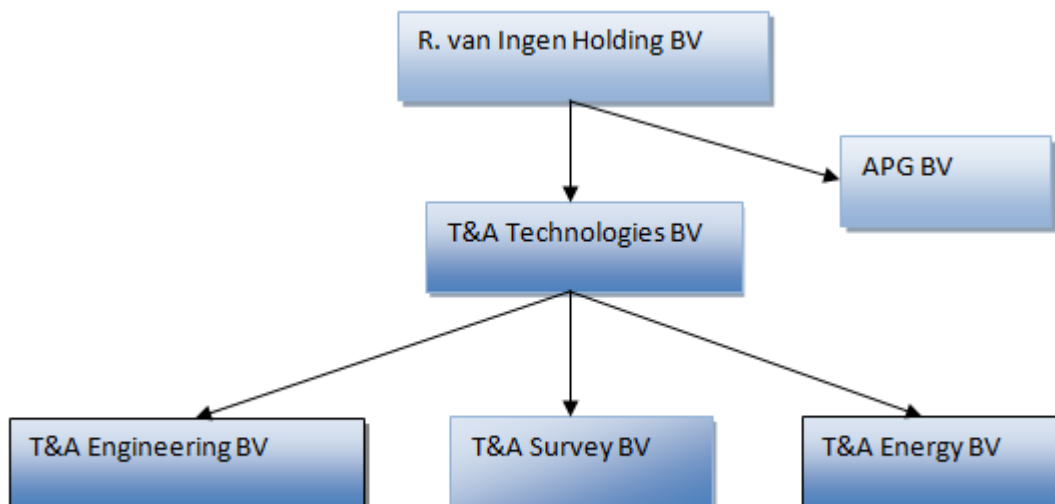 R. van Ingen Holding BV
APG BV
T&A Technologies BV
T&A Engineering BV
T&A Survey BV
T&A Energy BV